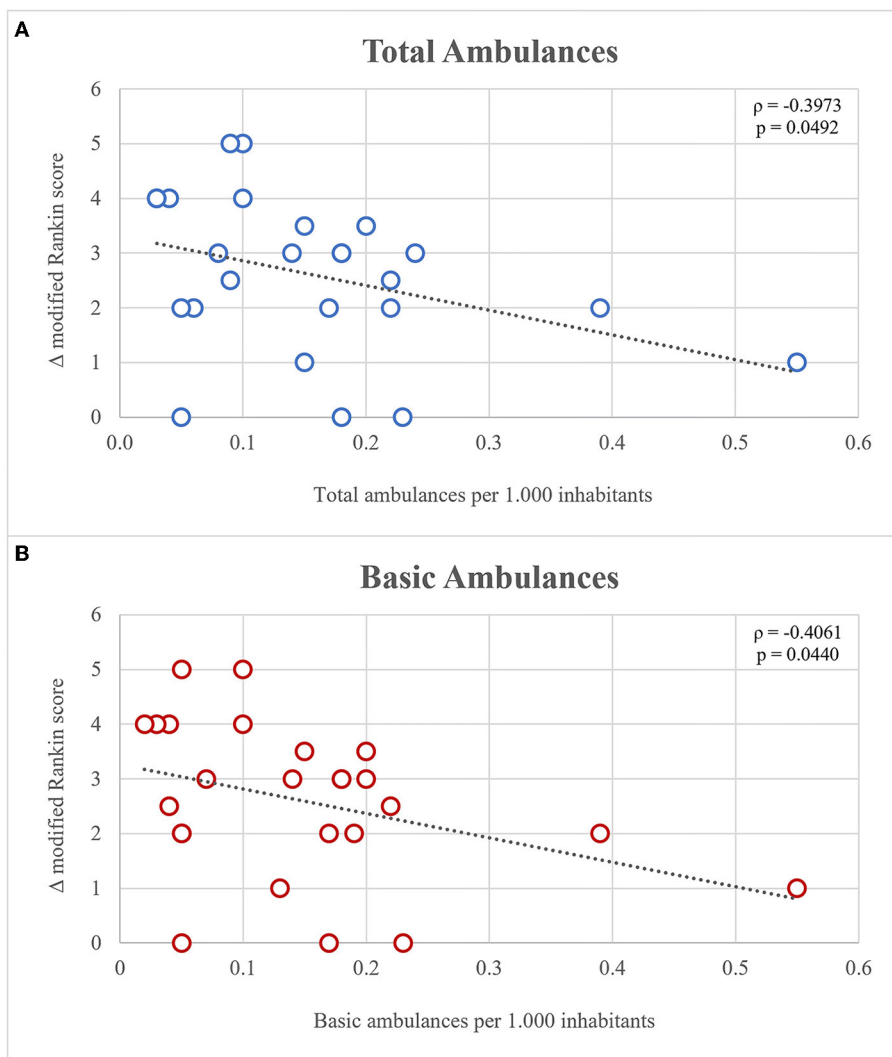 A
Total Ambulances
ρ = -0.3973
p = 0.0492
Δ modified Rankin score
6
5
4
3
2
1
0
0.0 0.1 0.2 0.3 0.4 0.5 0.6
Total ambulances per 1.000 inhabitants
B
Basic Ambulances
ρ = -0.4061
p = 0.0440
Δ modified Rankin score
6
5
4
3
2
1
0
0 0.1 0.2 0.3 0.4 0.5 0.6
Basic ambulances per 1.000 inhabitants